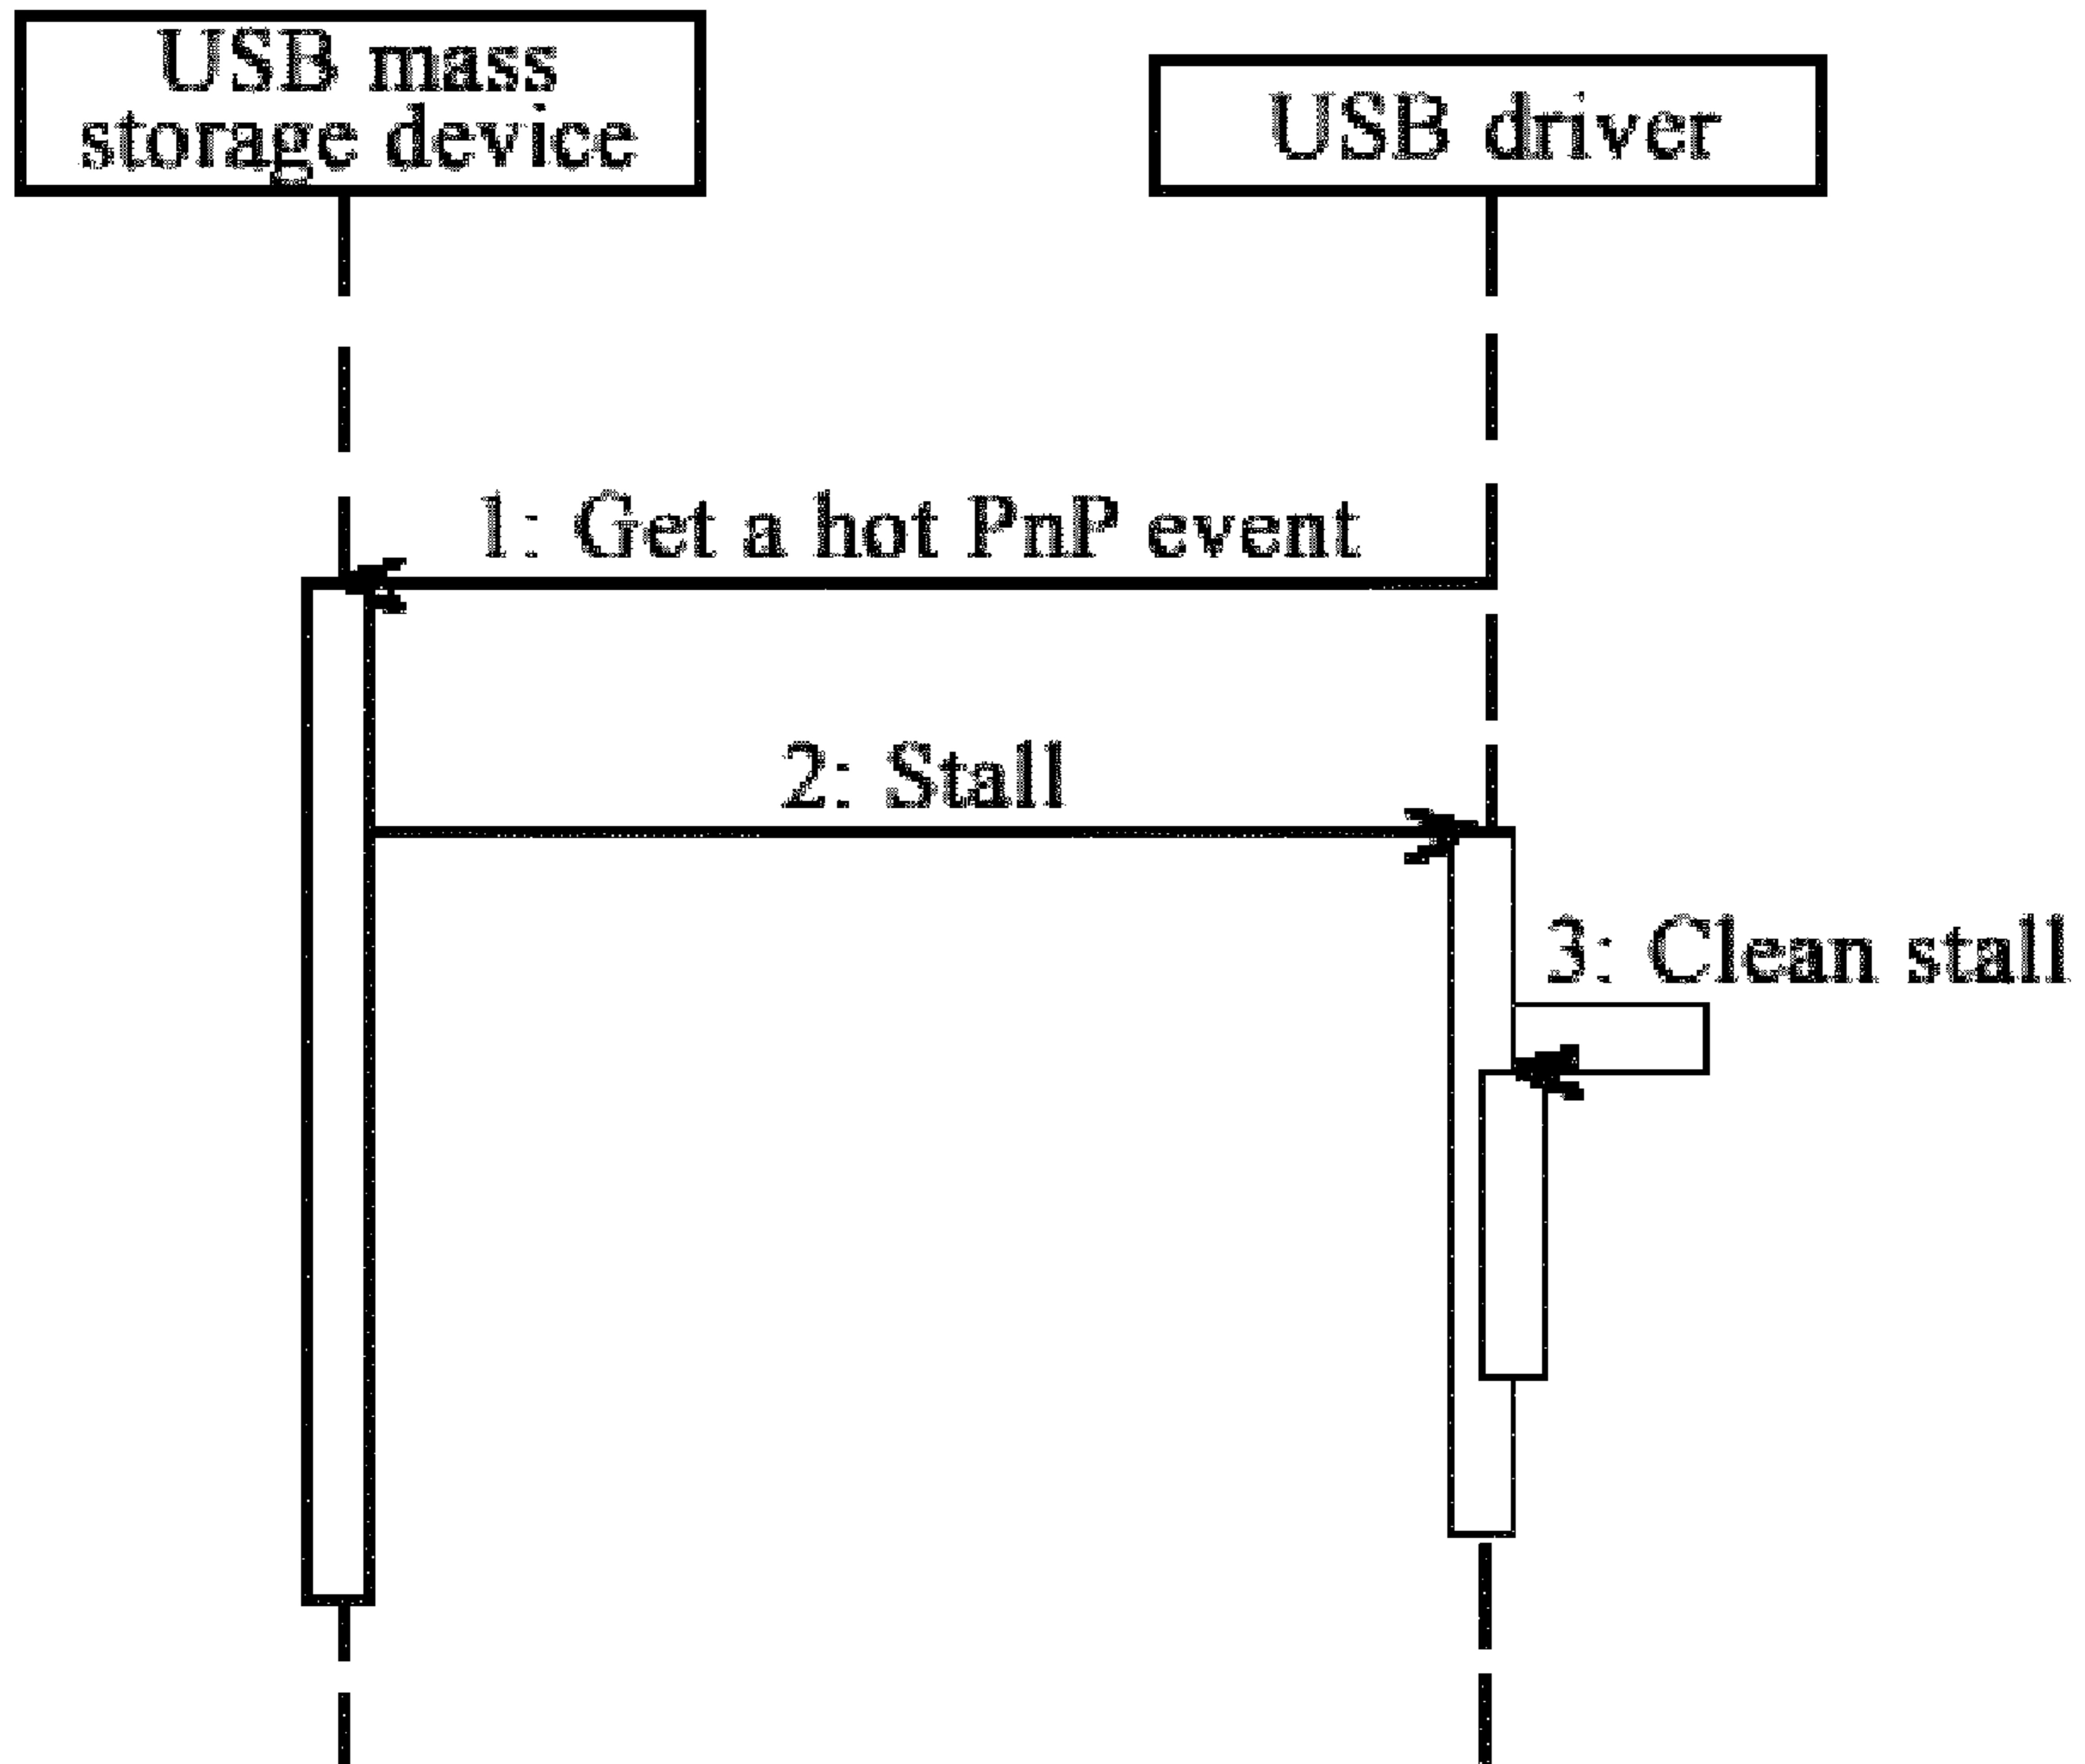 USB mass
storage device
USB driver
1: Get a hot PnP event
2: Stall
3: Clean stall